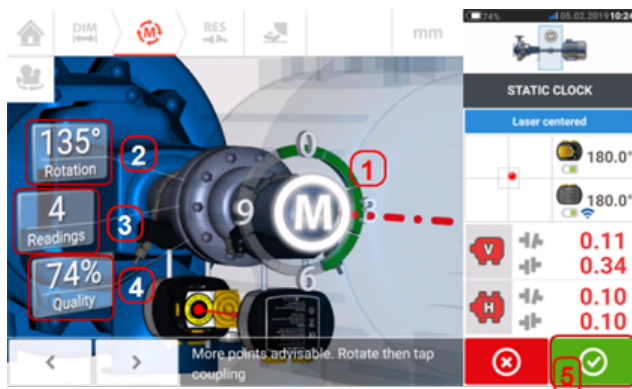 DIM
M
RES
mm
74%
05.02.2019 10:24
135°
Rotation
2
4
Readings
3
74%
Quality
4
0
1
3
6
9
M
More points advisable. Rotate then tap
coupling
STATIC CLOCK
Laser centered
180.0°
180.0°
V
0.11
0.34
H
0.10
0.10
5